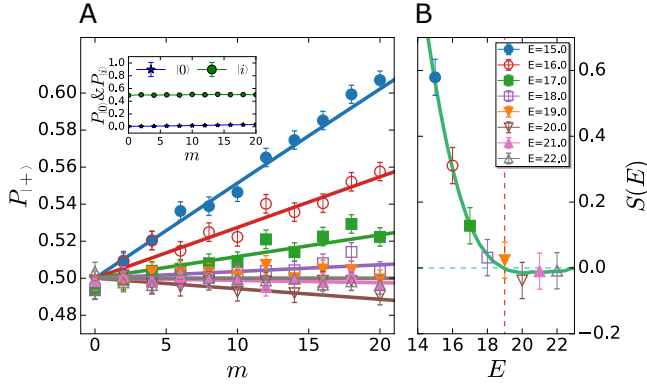 A
B
P|+⟩
0.60
0.58
0.56
0.54
0.52
0.50
0.48
0 5 10 15 20
m
P|0⟩ & P|i⟩
1.0
0.8
0.6
0.4
0.2
0.0
0 5 10 15 20
m
|0⟩ |i⟩
E=15.0
E=16.0
E=17.0
E=18.0
E=19.0
E=20.0
E=21.0
E=22.0
0.6
0.4
0.2
0.0
−0.2
S(E)
14 16 18 20 22
E